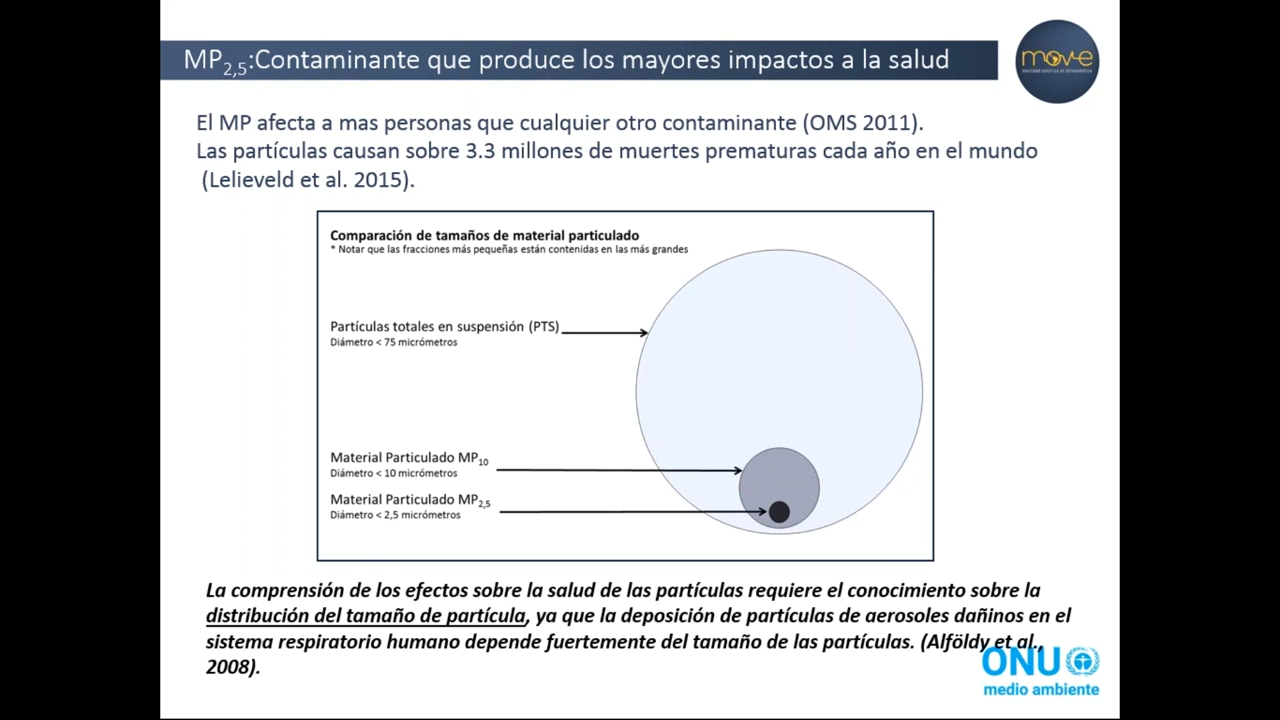 MP2,5:Contaminante que produce los mayores impactos a la salud
mov-e
movilidad eléctrica en latinoamérica
El MP afecta a mas personas que cualquier otro contaminante (OMS 2011).
Las partículas causan sobre 3.3 millones de muertes prematuras cada año en el mundo
(Lelieveld et al. 2015).
Comparación de tamaños de material particulado
* Notar que las fracciones más pequeñas están contenidas en las más grandes
Partículas totales en suspensión (PTS)
Diámetro < 75 micrómetros
Material Particulado MP10
Diámetro < 10 micrómetros
Material Particulado MP2,5
Diámetro < 2,5 micrómetros
La comprensión de los efectos sobre la salud de las partículas requiere el conocimiento sobre la
distribución del tamaño de partícula, ya que la deposición de partículas de aerosoles dañinos en el
sistema respiratorio humano depende fuertemente del tamaño de las partículas. (Alföldy et al.,
2008).
ONU
medio ambiente